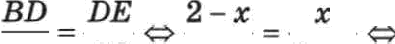 BD = DE ⇔ 2 − x = x ⇔